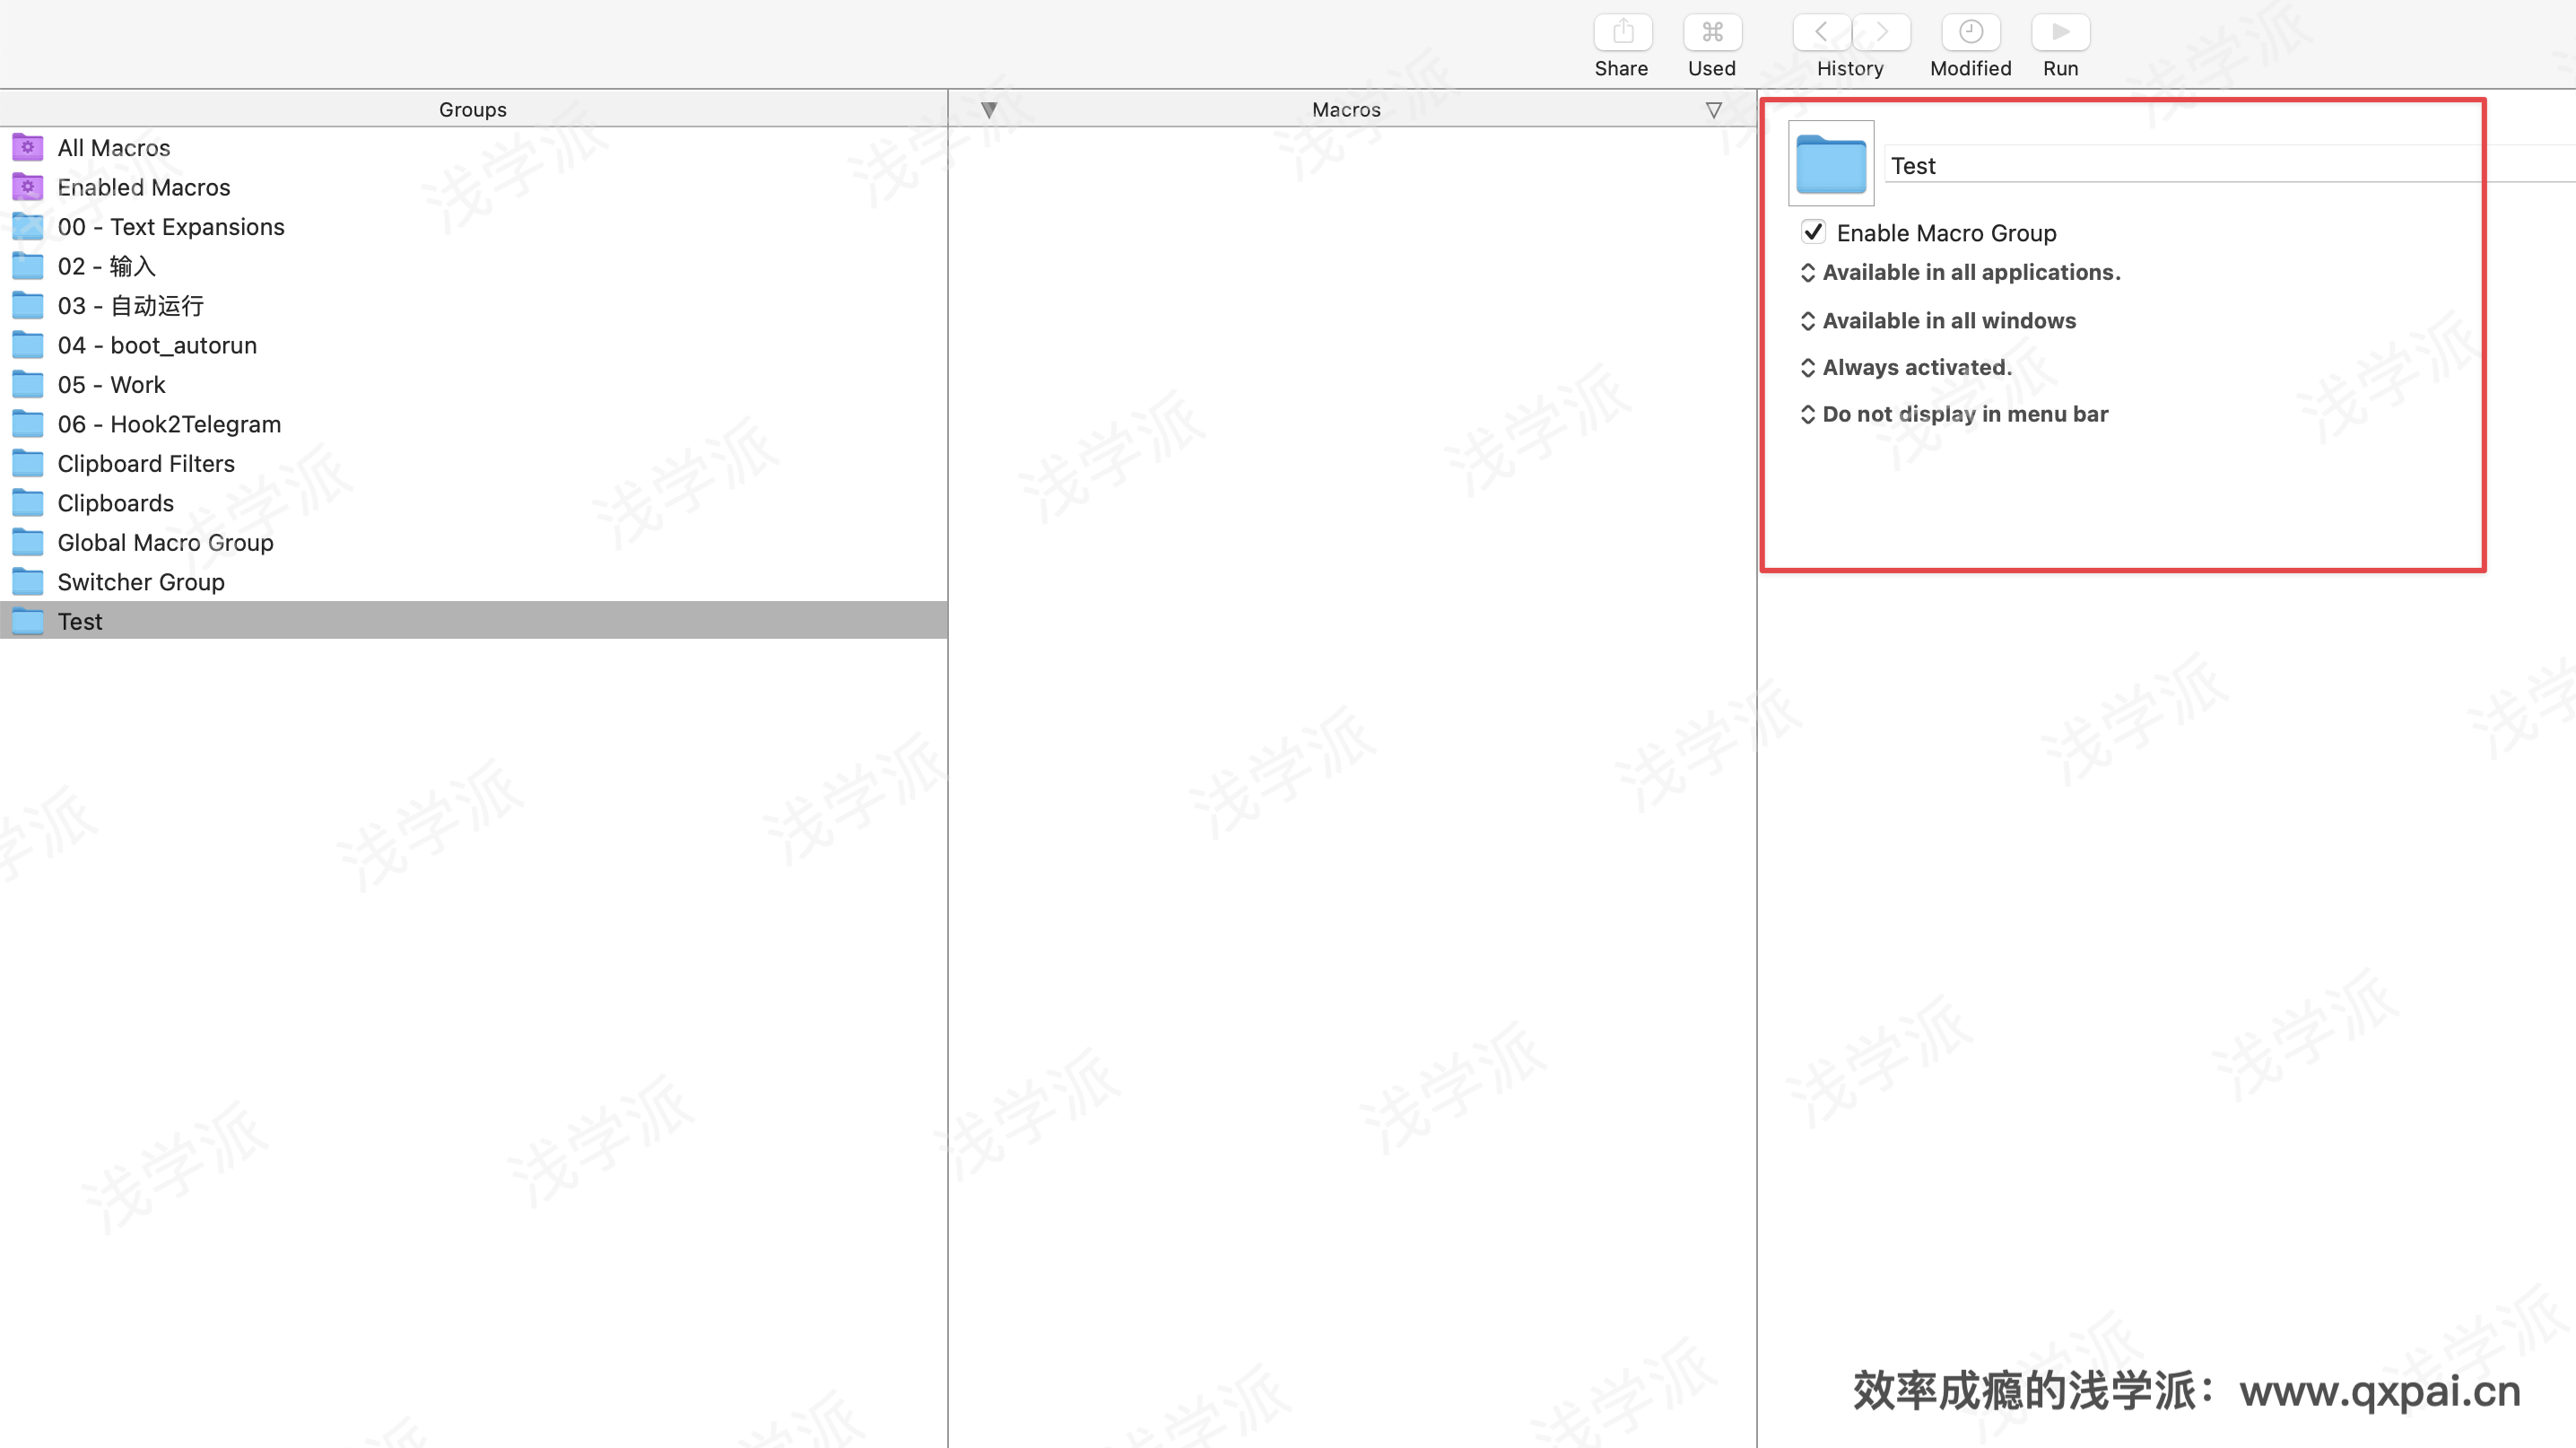 Share Used History Modified Run
Groups
Macros
All Macros
Enabled Macros
00 - Text Expansions
02 - 输入
03 - 自动运行
04 - boot_autorun
05 - Work
06 - Hook2Telegram
Clipboard Filters
Clipboards
Global Macro Group
Switcher Group
Test
Test
Enable Macro Group
Available in all applications.
Available in all windows
Always activated.
Do not display in menu bar
浅学派
效率成瘾的浅学派：www.qxpai.cn